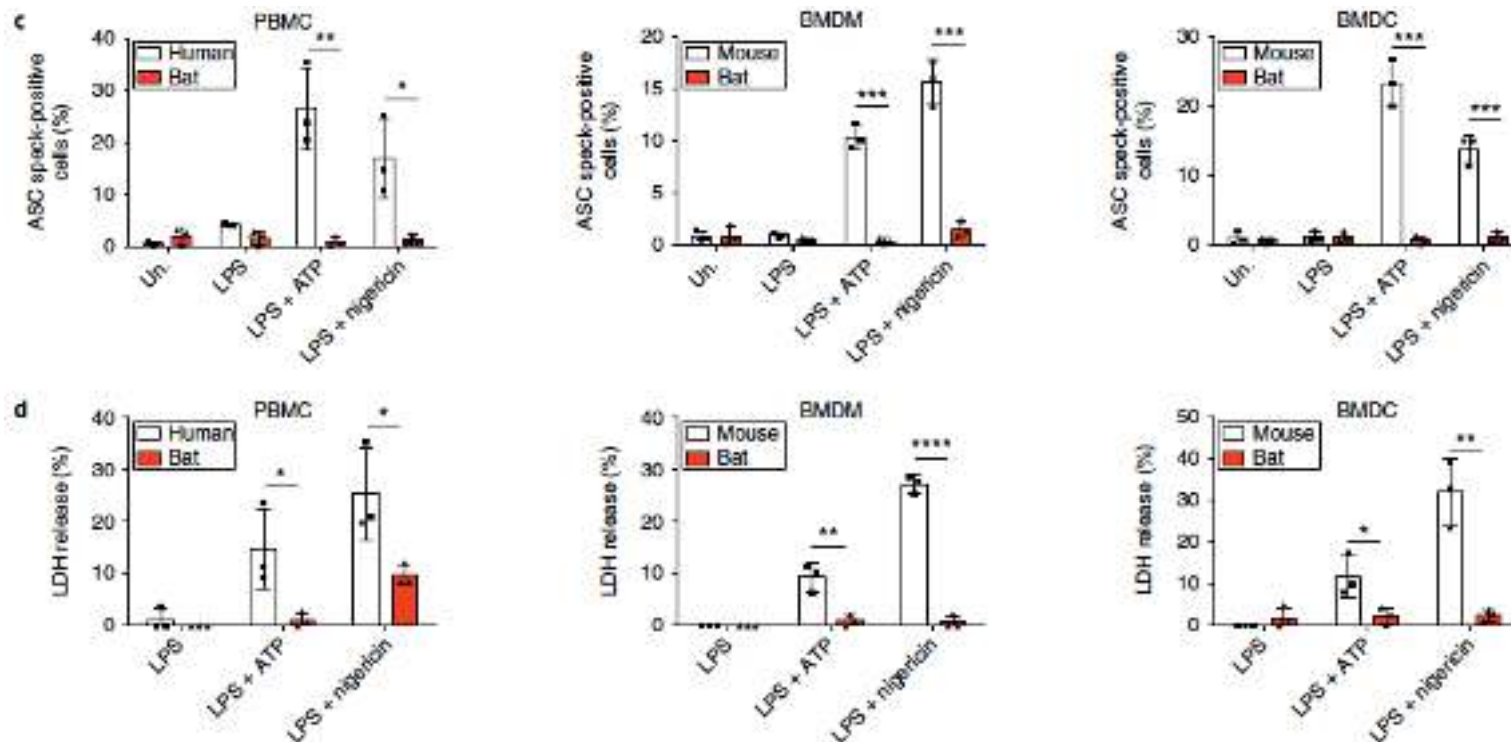 c
PBMC
ASC speck-positive
cells (%)
40
30
20
10
0
Human
Bat
**
*
Un.
LPS
LPS + ATP
LPS + nigericin
BMDM
ASC speck-positive
cells (%)
20
15
10
5
0
Mouse
Bat
***
***
Un.
LPS
LPS + ATP
LPS + nigericin
BMDC
ASC speck-positive
cells (%)
30
20
10
0
Mouse
Bat
***
***
Un.
LPS
LPS + ATP
LPS + nigericin
d
PBMC
LDH release (%)
40
30
20
10
0
Human
Bat
*
*
LPS
LPS + ATP
LPS + nigericin
BMDM
LDH release (%)
40
30
20
10
0
Mouse
Bat
**
****
LPS
LPS + ATP
LPS + nigericin
BMDC
LDH release (%)
50
40
30
20
10
0
Mouse
Bat
*
**
LPS
LPS + ATP
LPS + nigericin